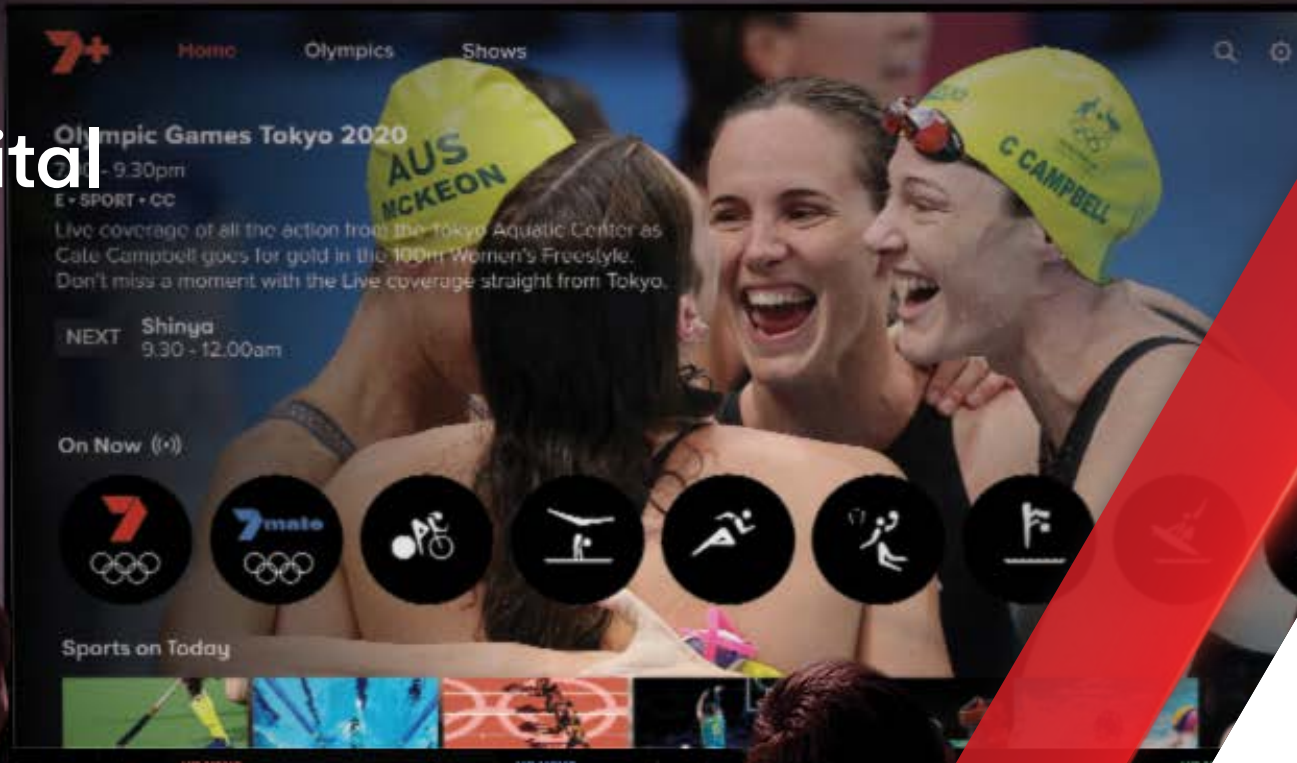 7+ Home Olympics Shows
ital
Olympic Games Tokyo 2020
- 9.30pm
E • SPORT • CC
Live coverage of all the action from the Tokyo Aquatic Center as
Cate Campbell goes for gold in the 100m Women's Freestyle.
Don't miss a moment with the Live coverage straight from Tokyo.
NEXT Shinya
9.30 - 12.00am
AUS
MCKEON
C CAMPBELL
On Now
7
7mate
Sports on Today